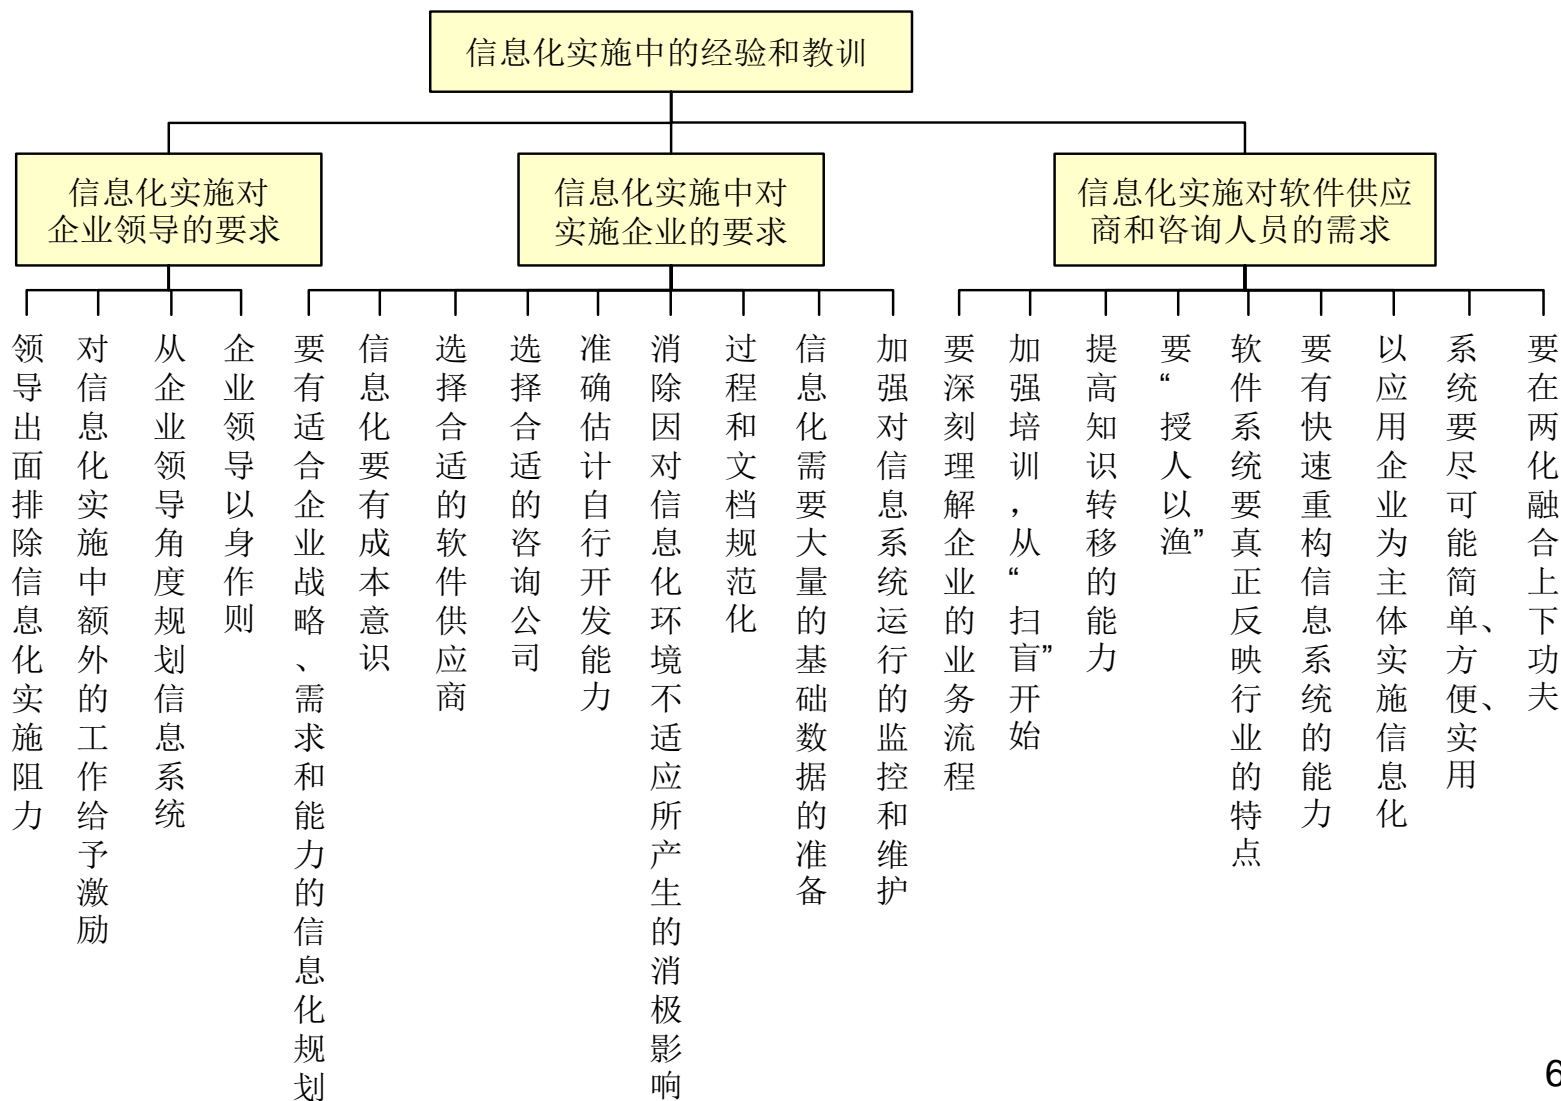 信息化实施中的经验和教训
信息化实施对
企业领导的要求
信息化实施中对
实施企业的要求
信息化实施对软件供应
商和咨询人员的需求
领导出面排除信息化实施阻力
对信息化实施中额外的工作给予激励
从企业领导角度规划信息系统
企业领导以身作则
要有适合企业战略、需求和能力的信息化规划
信息化要有成本意识
选择合适的软件供应商
选择合适的咨询公司
准确估计自行开发能力
消除因对信息化环境不适应所产生的消极影响
过程和文档规范化
信息化需要大量的基础数据的准备
加强对信息系统运行的监控和维护
要深刻理解企业的业务流程
加强培训，从“扫盲”开始
提高知识转移的能力
要“授人以渔”
软件系统要真正反映行业的特点
要有快速重构信息系统的能力
以应用企业为主体实施信息化
系统要尽可能简单、方便、实用
要在两化融合上下功夫
6